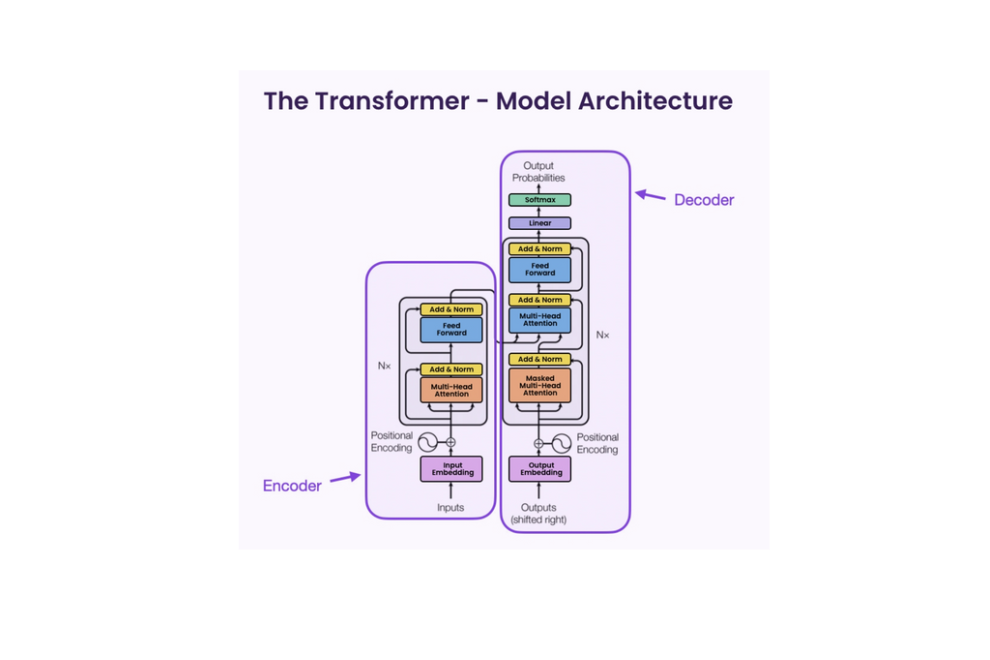 The Transformer - Model Architecture
Output
Probabilities
Softmax
Linear
Add & Norm
Feed
Forward
Add & Norm
Multi-Head
Attention
Add & Norm
Masked
Multi-Head
Attention
Nx
Positional
Encoding
Output
Embedding
Outputs
(shifted right)
Decoder
Add & Norm
Feed
Forward
Add & Norm
Multi-Head
Attention
Nx
Positional
Encoding
Input
Embedding
Inputs
Encoder